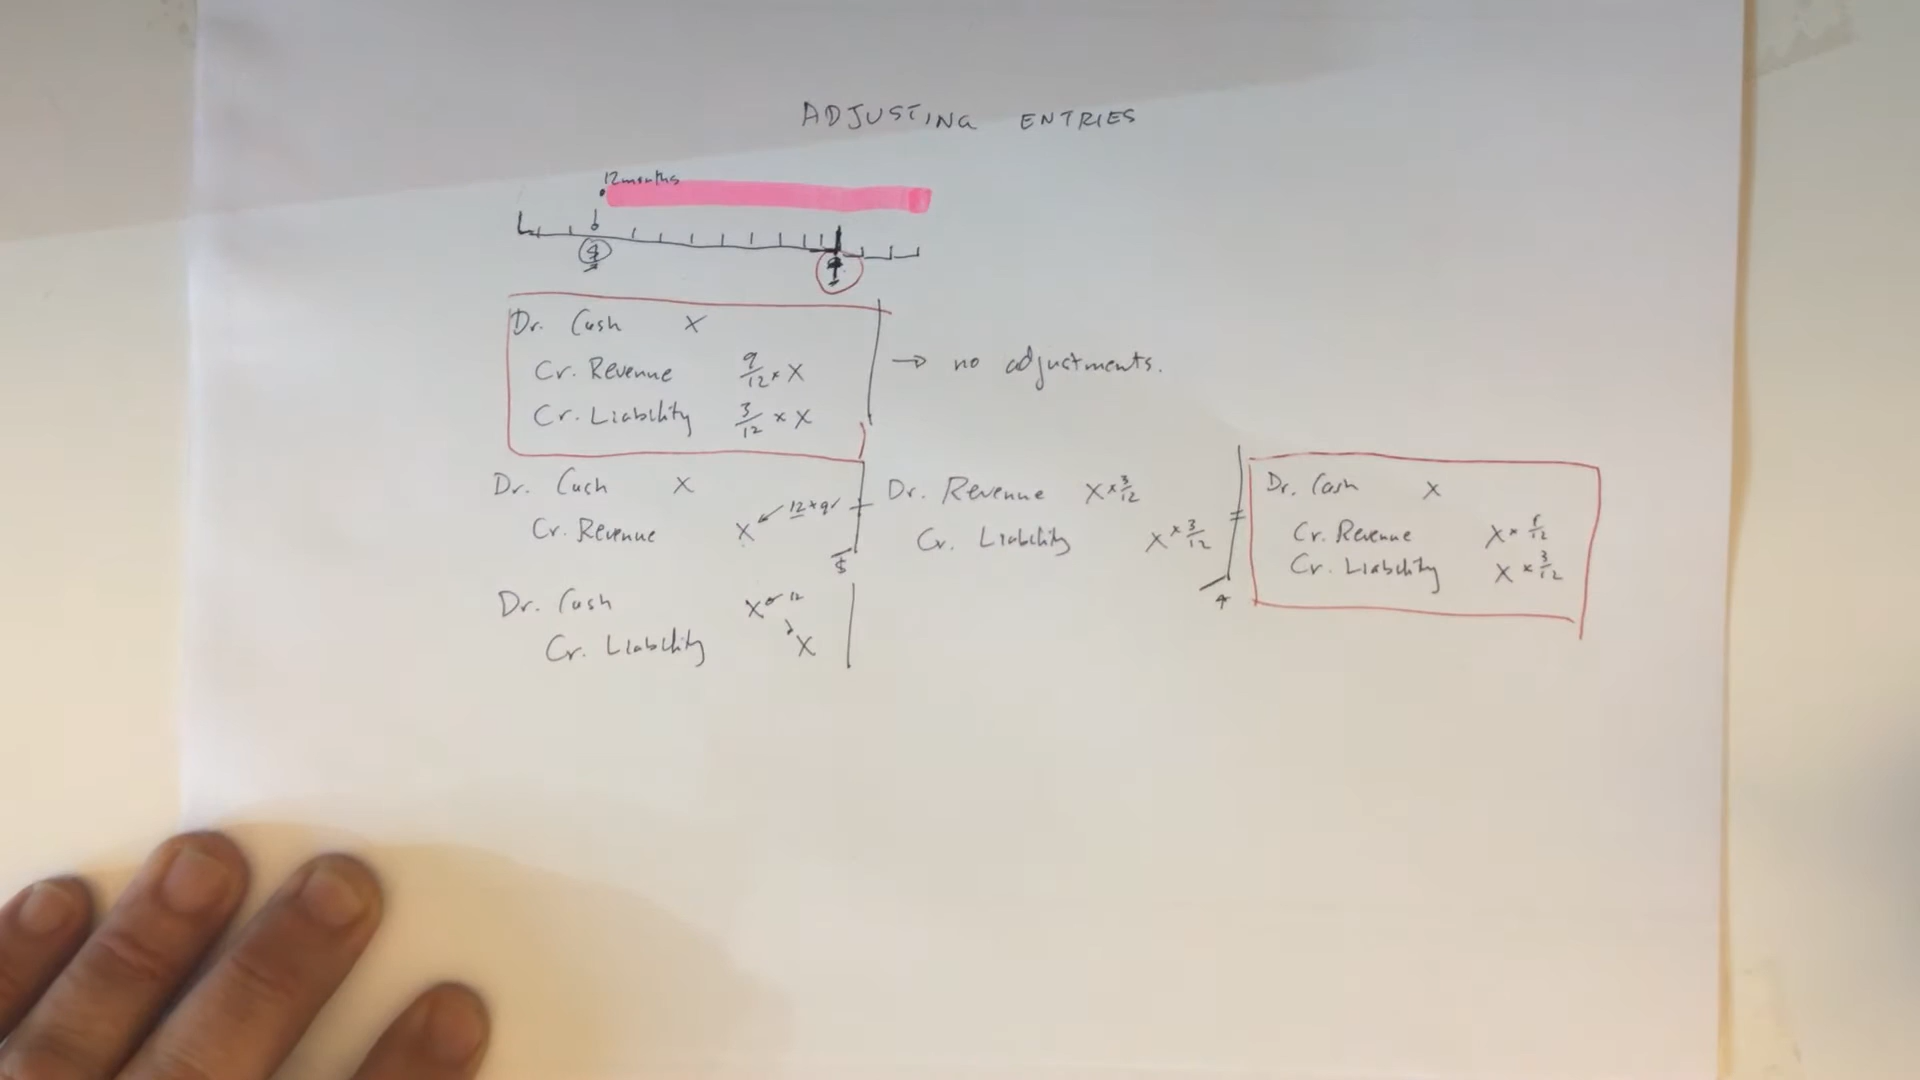 ADJUSTING ENTRIES
12 months
Dr. Cash X
Cr. Revenue 9/12 x X
Cr. Liability 3/12 x X
→ no adjustments.
Dr. Cash X
Cr. Revenue X
Dr. Revenue X x 3/12
Cr. Liability X x 3/12
Dr. Cash X
Cr. Revenue X x
Cr. Liability X x 3/12
Dr. Cash X ← 12
Cr. Liability X